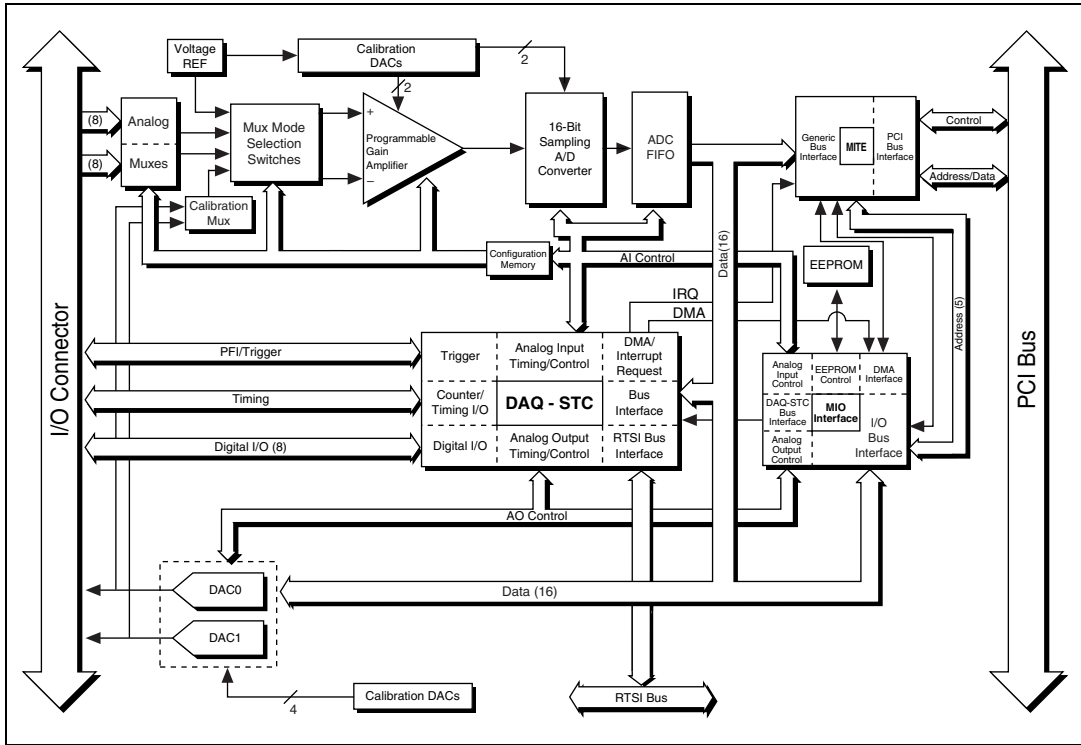 I/O Connector
PCI Bus
Voltage
REF
Calibration
DACs
2
2
(8)
(8)
Analog
Muxes
Mux Mode
Selection
Switches
Calibration
Mux
+
Programmable
Gain
Amplifier
–
16-Bit
Sampling
A/D
Converter
ADC
FIFO
Generic
Bus
Interface
MITE
PCI
Bus
Interface
Control
Address/Data
Configuration
Memory
AI Control
Data(16)
EEPROM
Address (5)
IRQ
DMA
PFI/Trigger
Timing
Digital I/O (8)
Trigger
Analog Input
Timing/Control
DMA/
Interrupt
Request
Counter/
Timing I/O
DAQ - STC
Bus
Interface
Digital I/O
Analog Output
Timing/Control
RTSI Bus
Interface
Analog
Input
Control
EEPROM
Control
DMA
Interface
DAQ-STC
Bus
Interface
MIO
Interface
I/O
Bus
Interface
Analog
Output
Control
AO Control
DAC0
DAC1
Data (16)
4
Calibration DACs
RTSI Bus